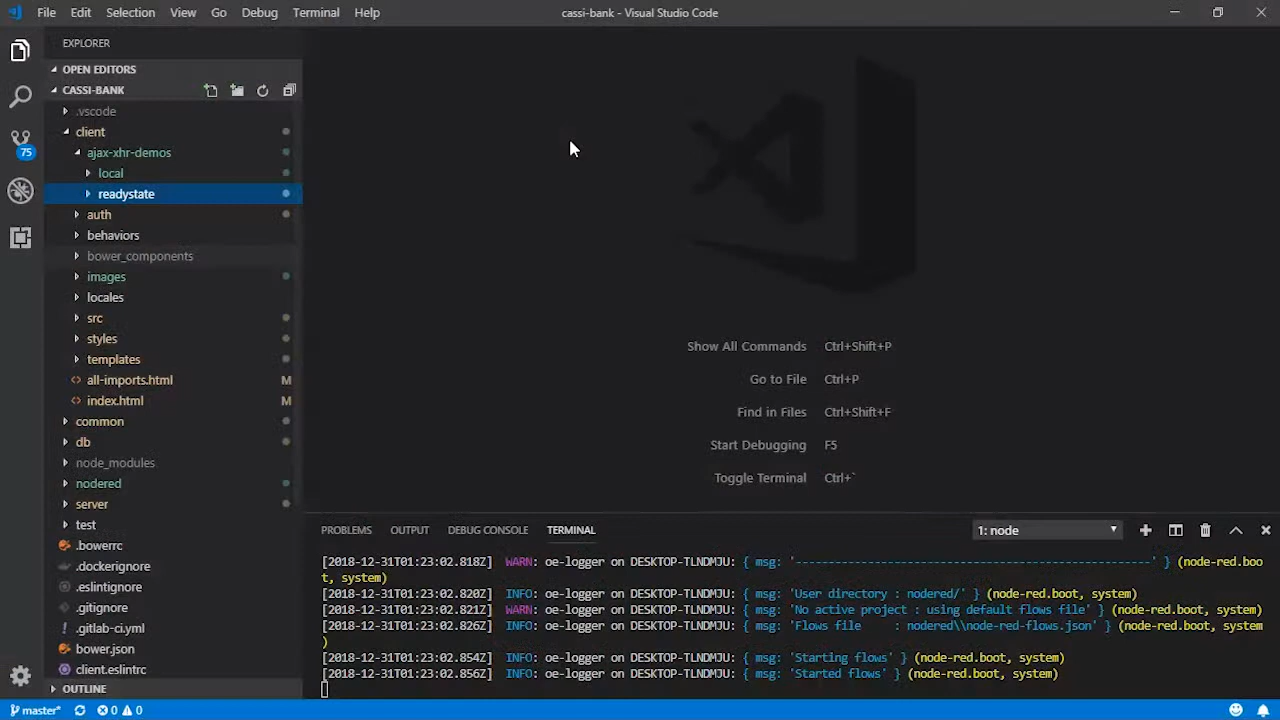 File Edit Selection View Go Debug Terminal Help
cassi-bank - Visual Studio Code
EXPLORER
OPEN EDITORS
CASSI-BANK
.vscode
client
ajax-xhr-demos
local
readystate
auth
behaviors
bower_components
images
locales
src
styles
templates
all-imports.html M
index.html M
common
db
node_modules
nodered
server
test
.bowerrc
.dockerignore
.eslintignore
.gitignore
.gitlab-ci.yml
bower.json
client.eslintrc
OUTLINE
75
Show All Commands Ctrl+Shift+P
Go to File Ctrl+P
Find in Files Ctrl+Shift+F
Start Debugging F5
Toggle Terminal Ctrl+`
PROBLEMS OUTPUT DEBUG CONSOLE TERMINAL
1: node
[2018-12-31T01:23:02.818Z]  WARN: oe-logger on DESKTOP-TLNDMJU: { msg: '---------------------------------------------------' } (node-red.boo
t, system)
[2018-12-31T01:23:02.820Z]  INFO: oe-logger on DESKTOP-TLNDMJU: { msg: 'User directory : nodered/' } (node-red.boot, system)
[2018-12-31T01:23:02.821Z]  WARN: oe-logger on DESKTOP-TLNDMJU: { msg: 'No active project : using default flows file' } (node-red.boot, system)
[2018-12-31T01:23:02.826Z]  INFO: oe-logger on DESKTOP-TLNDMJU: { msg: 'Flows file     : nodered\\node-red-flows.json' } (node-red.boot, system
)
[2018-12-31T01:23:02.854Z]  INFO: oe-logger on DESKTOP-TLNDMJU: { msg: 'Starting flows' } (node-red.boot, system)
[2018-12-31T01:23:02.856Z]  INFO: oe-logger on DESKTOP-TLNDMJU: { msg: 'Started flows' } (node-red.boot, system)
master* 0 0